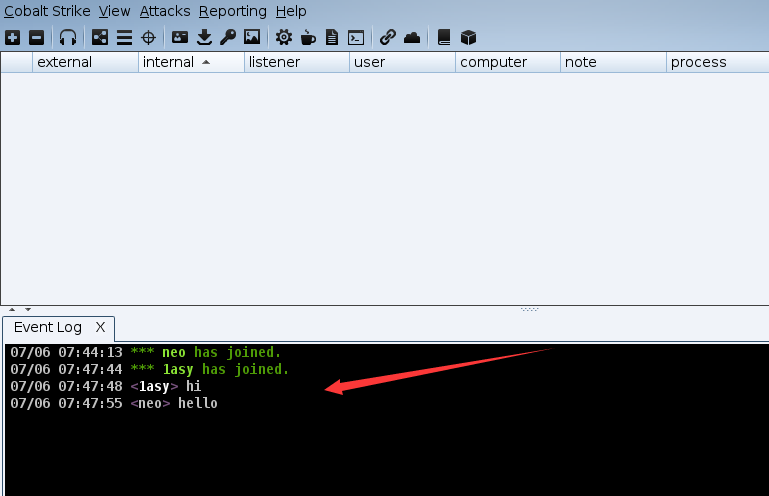 Cobalt Strike View Attacks Reporting Help
external internal listener user computer note process
Event Log X
07/06 07:44:13 *** neo has joined.
07/06 07:47:44 *** 1asy has joined.
07/06 07:47:48 <1asy> hi
07/06 07:47:55 <neo> hello